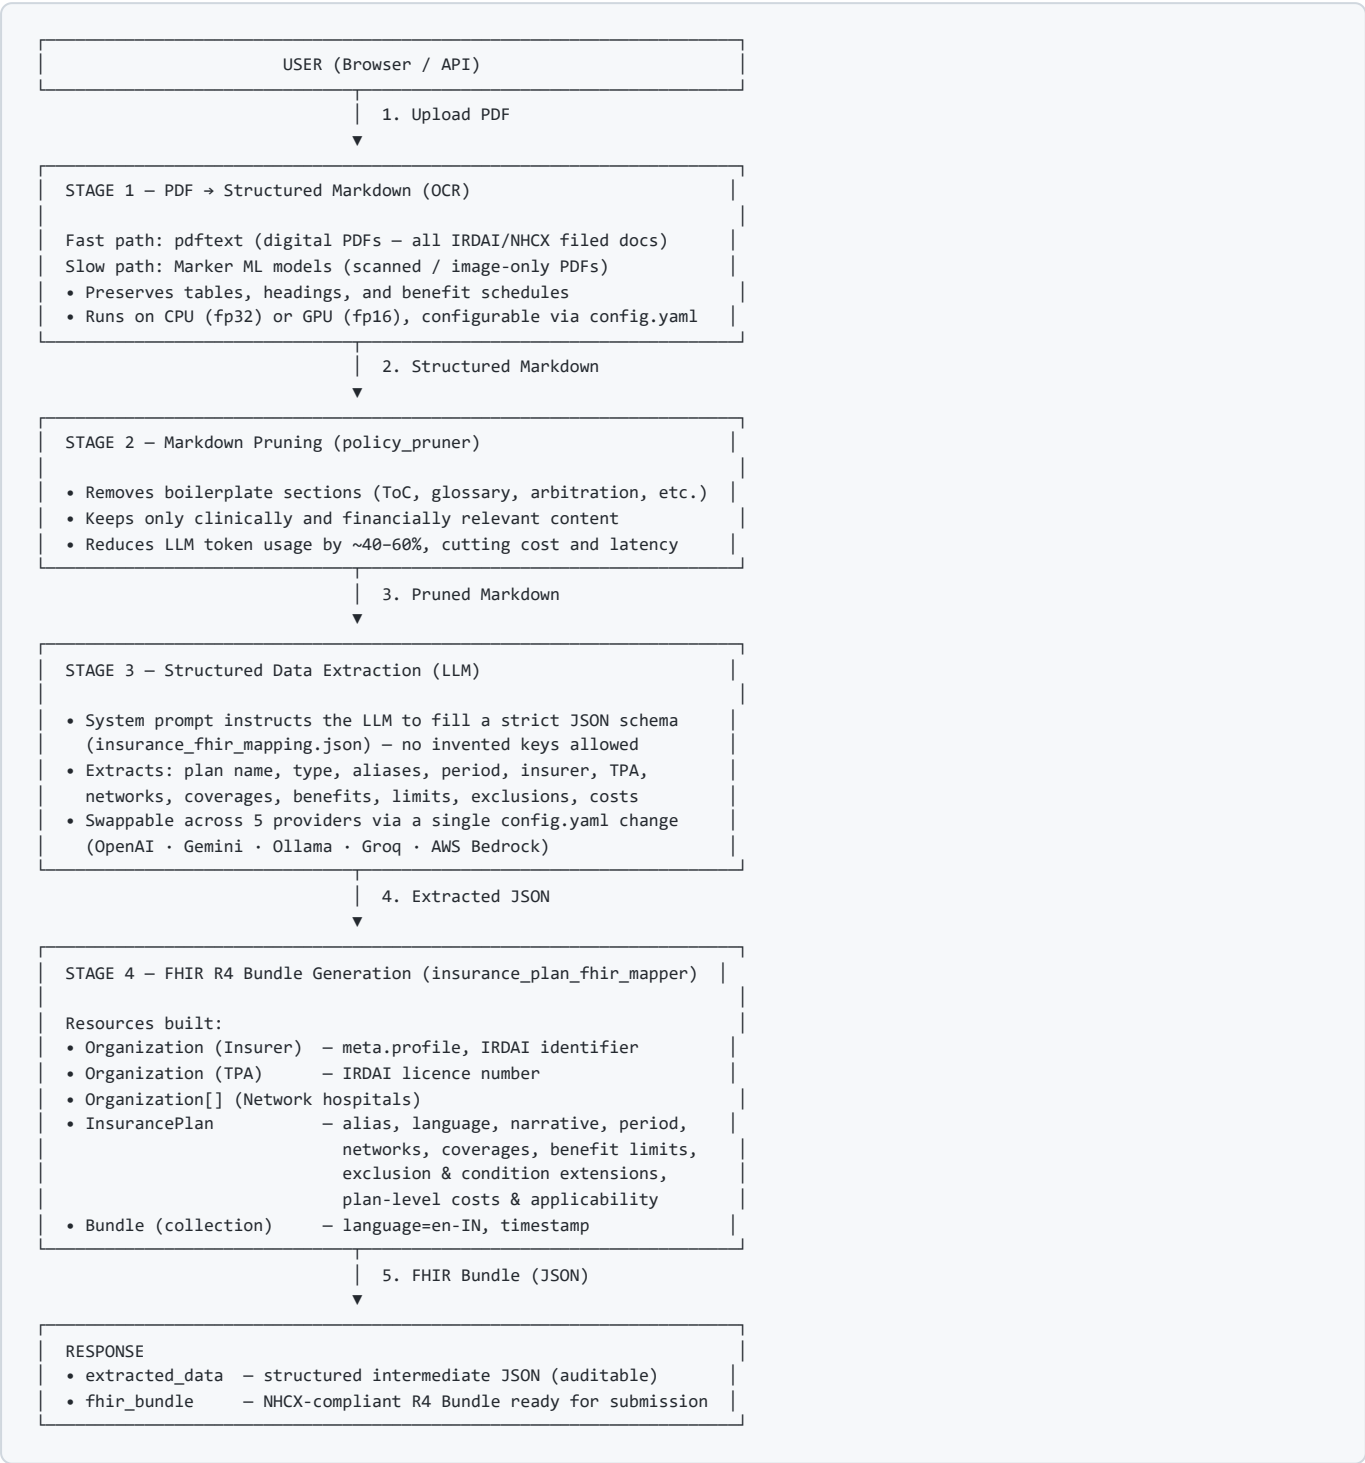 USER (Browser / API)
1. Upload PDF
STAGE 1 — PDF → Structured Markdown (OCR)
Fast path: pdftext (digital PDFs — all IRDAI/NHCX filed docs)
Slow path: Marker ML models (scanned / image-only PDFs)
• Preserves tables, headings, and benefit schedules
• Runs on CPU (fp32) or GPU (fp16), configurable via config.yaml
2. Structured Markdown
STAGE 2 — Markdown Pruning (policy_pruner)
• Removes boilerplate sections (ToC, glossary, arbitration, etc.)
• Keeps only clinically and financially relevant content
• Reduces LLM token usage by ~40–60%, cutting cost and latency
3. Pruned Markdown
STAGE 3 — Structured Data Extraction (LLM)
• System prompt instructs the LLM to fill a strict JSON schema
(insurance_fhir_mapping.json) — no invented keys allowed
• Extracts: plan name, type, aliases, period, insurer, TPA,
networks, coverages, benefits, limits, exclusions, costs
• Swappable across 5 providers via a single config.yaml change
(OpenAI · Gemini · Ollama · Groq · AWS Bedrock)
4. Extracted JSON
STAGE 4 — FHIR R4 Bundle Generation (insurance_plan_fhir_mapper)
Resources built:
• Organization (Insurer) — meta.profile, IRDAI identifier
• Organization (TPA) — IRDAI licence number
• Organization[] (Network hospitals)
• InsurancePlan — alias, language, narrative, period,
networks, coverages, benefit limits,
exclusion & condition extensions,
plan-level costs & applicability
• Bundle (collection) — language=en-IN, timestamp
5. FHIR Bundle (JSON)
RESPONSE
• extracted_data — structured intermediate JSON (auditable)
• fhir_bundle — NHCX-compliant R4 Bundle ready for submission